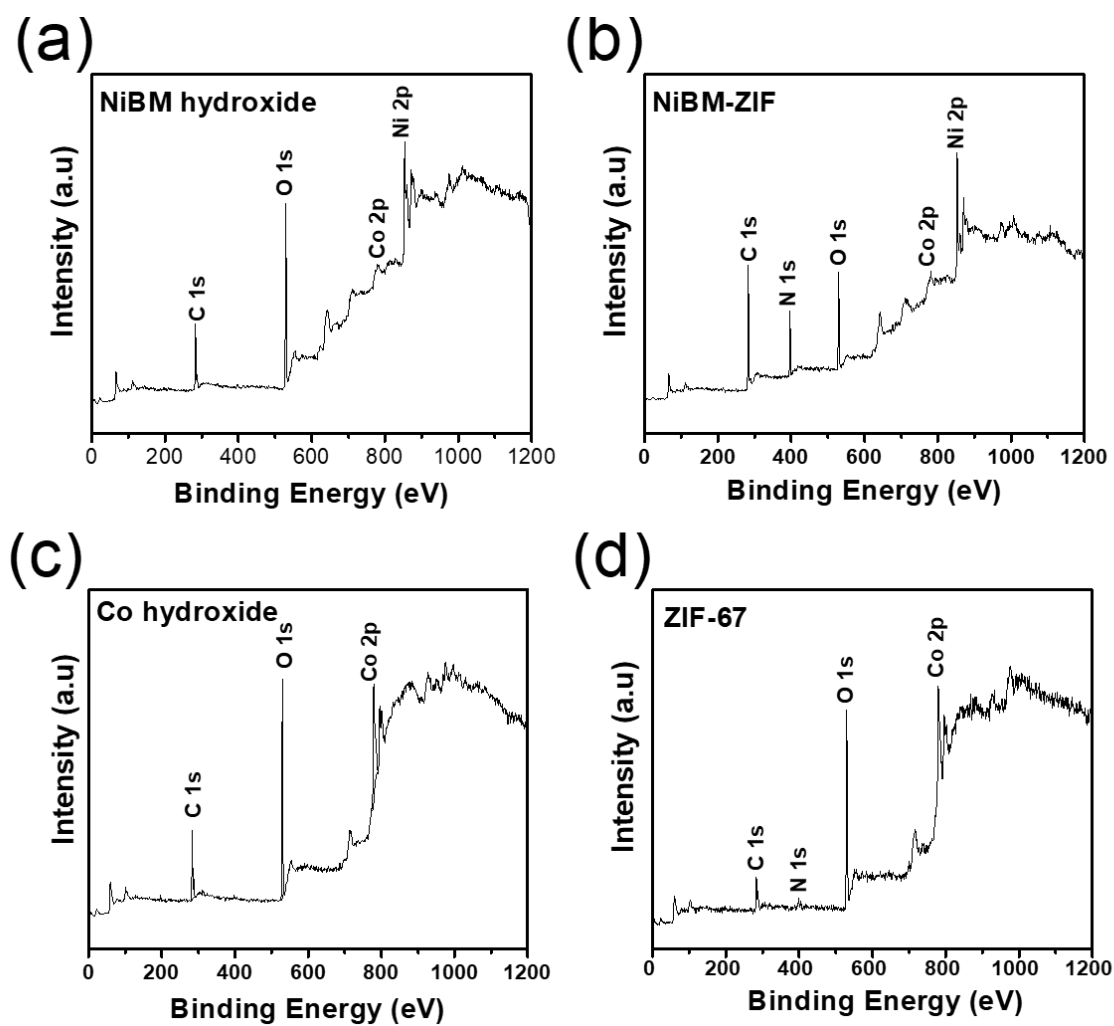 (a)
NiBM hydroxide
C 1s
O 1s
Co 2p
Ni 2p
Intensity (a.u)
0 200 400 600 800 1000 1200
Binding Energy (eV)
(b)
NiBM-ZIF
C 1s
N 1s
O 1s
Co 2p
Ni 2p
Intensity (a.u)
0 200 400 600 800 1000 1200
Binding Energy (eV)
(c)
Co hydroxide
C 1s
O 1s
Co 2p
Intensity (a.u)
0 200 400 600 800 1000 1200
Binding Energy (eV)
(d)
ZIF-67
C 1s
N 1s
O 1s
Co 2p
Intensity (a.u)
0 200 400 600 800 1000 1200
Binding Energy (eV)